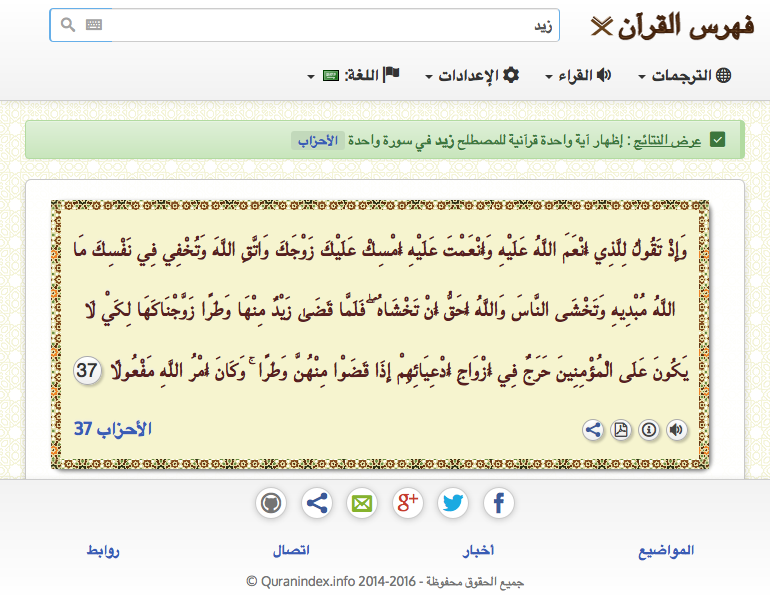 فهرس القرآن
زيد
الترجمات القراء الإعدادات اللغة:
عرض النتائج : إظهار آية واحدة قرآنية للمصطلح زيد في سورة واحدة الأحزاب
وَإِذْ تَقُولُ لِلَّذِي أَنْعَمَ اللَّهُ عَلَيْهِ وَأَنْعَمْتَ عَلَيْهِ أَمْسِكْ عَلَيْكَ زَوْجَكَ وَاتَّقِ اللَّهَ وَتُخْفِي فِي نَفْسِكَ مَا
اللَّهُ مُبْدِيهِ وَتَخْشَى النَّاسَ وَاللَّهُ أَحَقُّ أَنْ تَخْشَاهُ ۖ فَلَمَّا قَضَىٰ زَيْدٌ مِنْهَا وَطَرًا زَوَّجْنَاكَهَا لِكَيْ لَا
يَكُونَ عَلَى الْمُؤْمِنِينَ حَرَجٌ فِي أَزْوَاجِ أَدْعِيَائِهِمْ إِذَا قَضَوْا مِنْهُنَّ وَطَرًا ۚ وَكَانَ أَمْرُ اللَّهِ مَفْعُولًا 37
الأحزاب 37
المواضيع أخبار اتصال روابط
جميع الحقوق محفوظة - Quranindex.info 2014-2016 ©